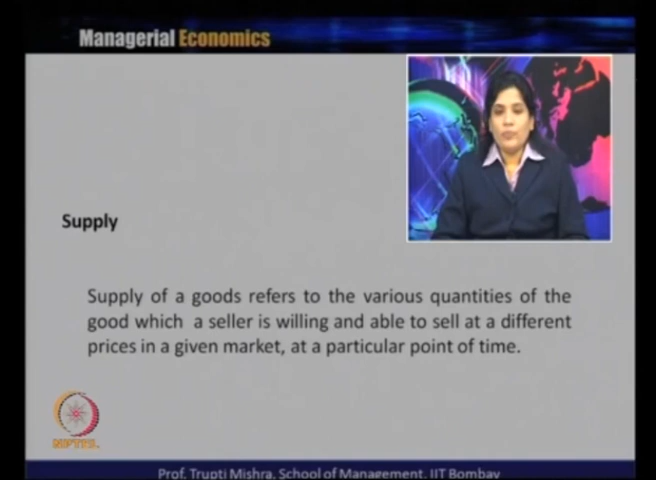 Managerial Economics
Supply
Supply of a goods refers to the various quantities of the
good which a seller is willing and able to sell at a different
prices in a given market, at a particular point of time.
NPTEL
Prof. Trupti Mishra, School of Management, IIT Bombay